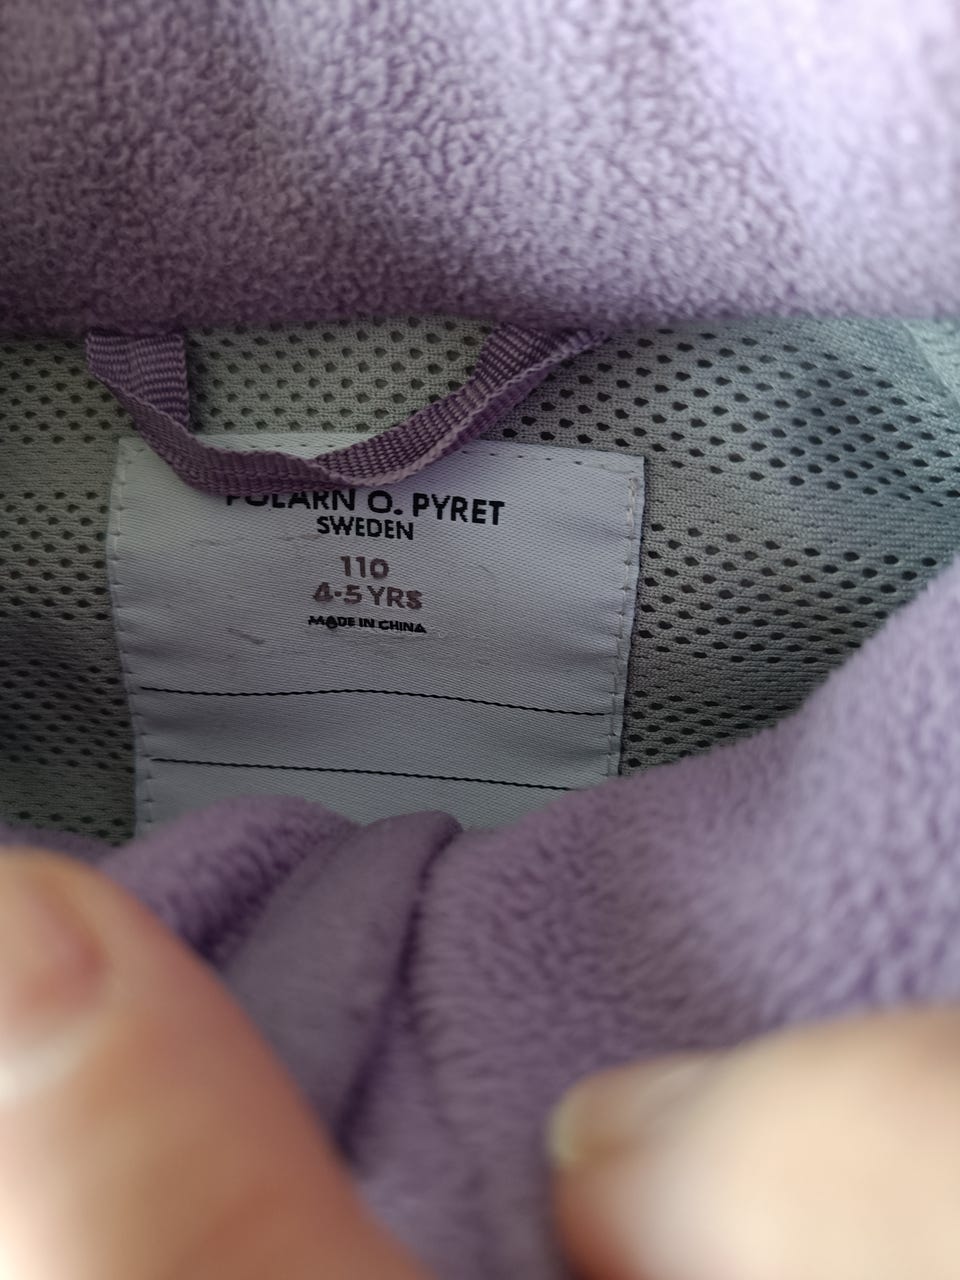 POLARN O. PYRET
SWEDEN
110
4-5 YRS
MADE IN CHINA